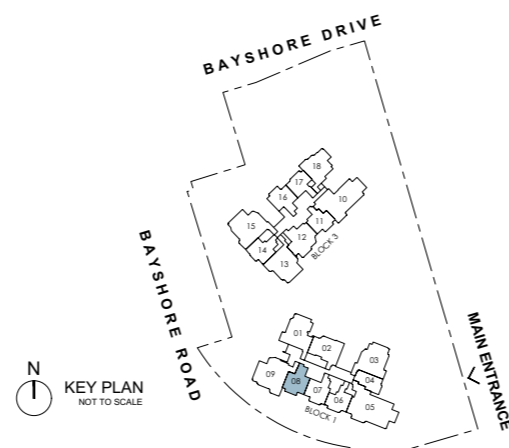 BAYSHORE DRIVE
18
17
16
10
15
11
12
14
13
BLOCK 3
BAYSHORE ROAD
01
02
03
09
08
07
04
06
05
BLOCK 1
MAIN ENTRANCE
N
KEY PLAN
NOT TO SCALE